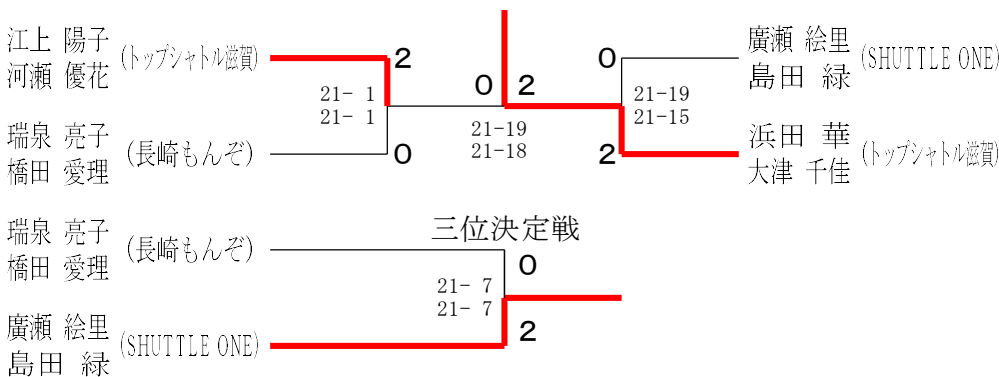 江上 陽子
河瀬 優花
(トップシャトル滋賀)
2
21- 1
21- 1
瑞泉 亮子
橋田 愛理
(長崎もんぞ)
0
0 2
21-19
21-18
廣瀬 絵里
島田 緑
(SHUTTLE ONE)
0
21-19
21-15
浜田 華
大津 千佳
(トップシャトル滋賀)
2
三位決定戦
瑞泉 亮子
橋田 愛理
(長崎もんぞ)
0
21- 7
21- 7
廣瀬 絵里
島田 緑
(SHUTTLE ONE)
2